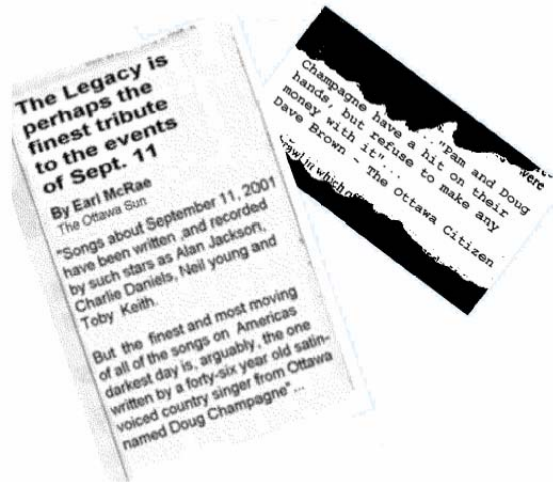 The Legacy is
perhaps the
finest tribute
to the events
of Sept. 11
By Earl McRae
The Ottawa Sun
"Songs about September 11, 2001
have been written ,and recorded
by such stars as Alan Jackson,
Charlie Daniels, Neil young and
Toby Keith.
But the finest and most moving
of all of the songs on Americas
darkest day is, arguably, the one
written by a forty-six year old satin-
voiced country singer from Ottawa
named Doug Champagne"...
were
"Pam and Doug
Champagne have a hit on their
hands, but refuse to make any
money with it"...
Dave Brown - The Ottawa Citizen
in which